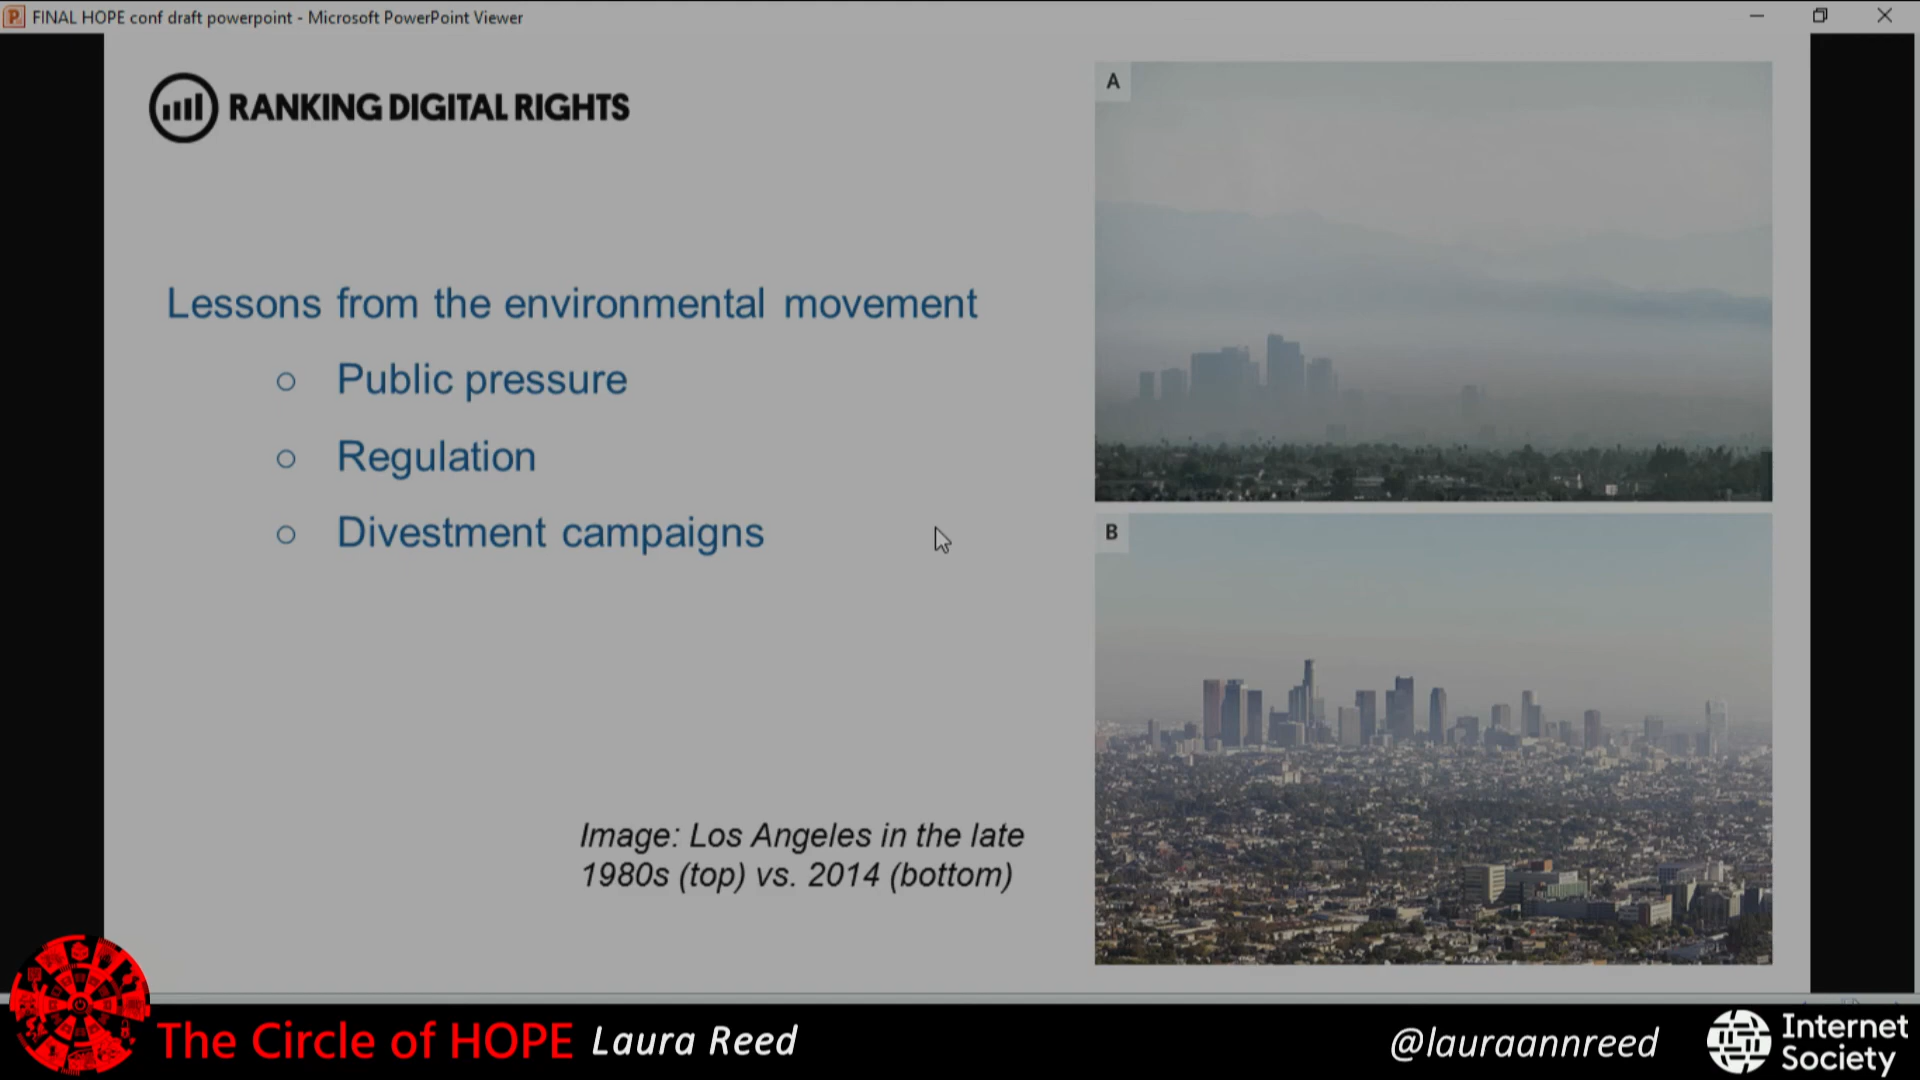 FINAL HOPE conf draft powerpoint - Microsoft PowerPoint Viewer
RANKING DIGITAL RIGHTS
Lessons from the environmental movement
Public pressure
Regulation
Divestment campaigns
Image: Los Angeles in the late
1980s (top) vs. 2014 (bottom)
A
B
The Circle of HOPE Laura Reed
@lauraannreed
Internet
Society